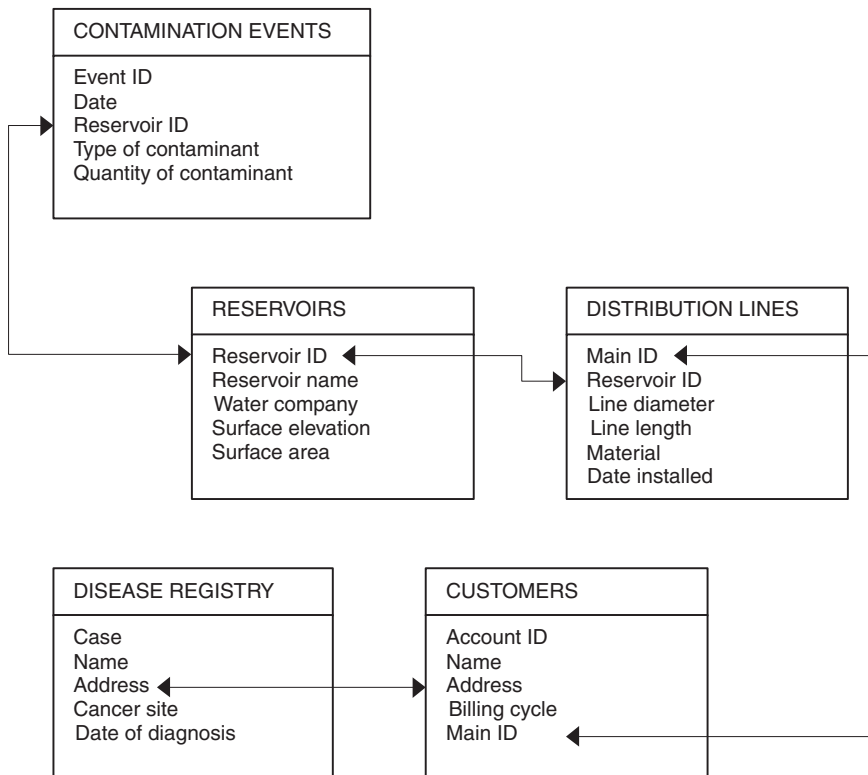 CONTAMINATION EVENTS
Event ID
Date
Reservoir ID
Type of contaminant
Quantity of contaminant
RESERVOIRS
Reservoir ID
Reservoir name
Water company
Surface elevation
Surface area
DISTRIBUTION LINES
Main ID
Reservoir ID
Line diameter
Line length
Material
Date installed
DISEASE REGISTRY
Case
Name
Address
Cancer site
Date of diagnosis
CUSTOMERS
Account ID
Name
Address
Billing cycle
Main ID